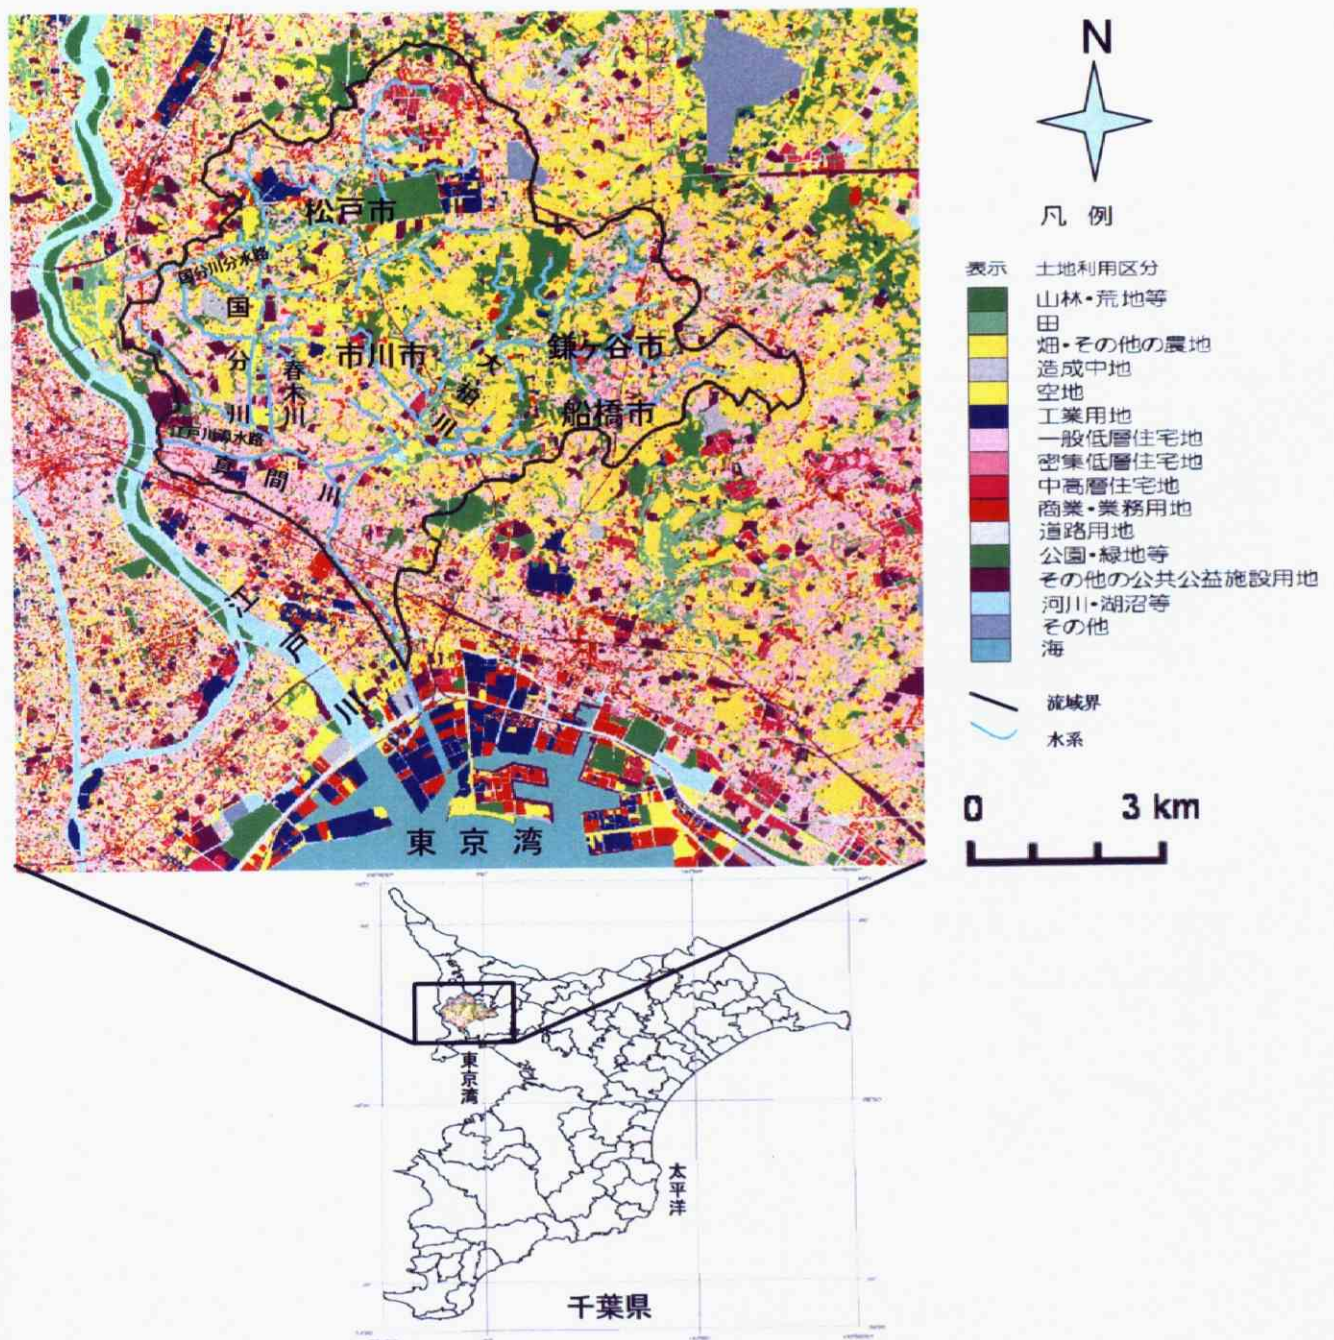 N
凡 例
表示 土地利用区分
山林・荒地等
田
畑・その他の農地
造成中地
空地
工業用地
一般低層住宅地
密集低層住宅地
中高層住宅地
商業・業務用地
道路用地
公園・緑地等
その他の公共公益施設用地
河川・湖沼等
その他
海
流域界
水系
0 3 km
松戸市
国分川分水路
国分川
春木川
市川市
大柏川
鎌ケ谷市
船橋市
江戸川導水路
真間川
江戸川
東京湾
東京湾
太平洋
千葉県